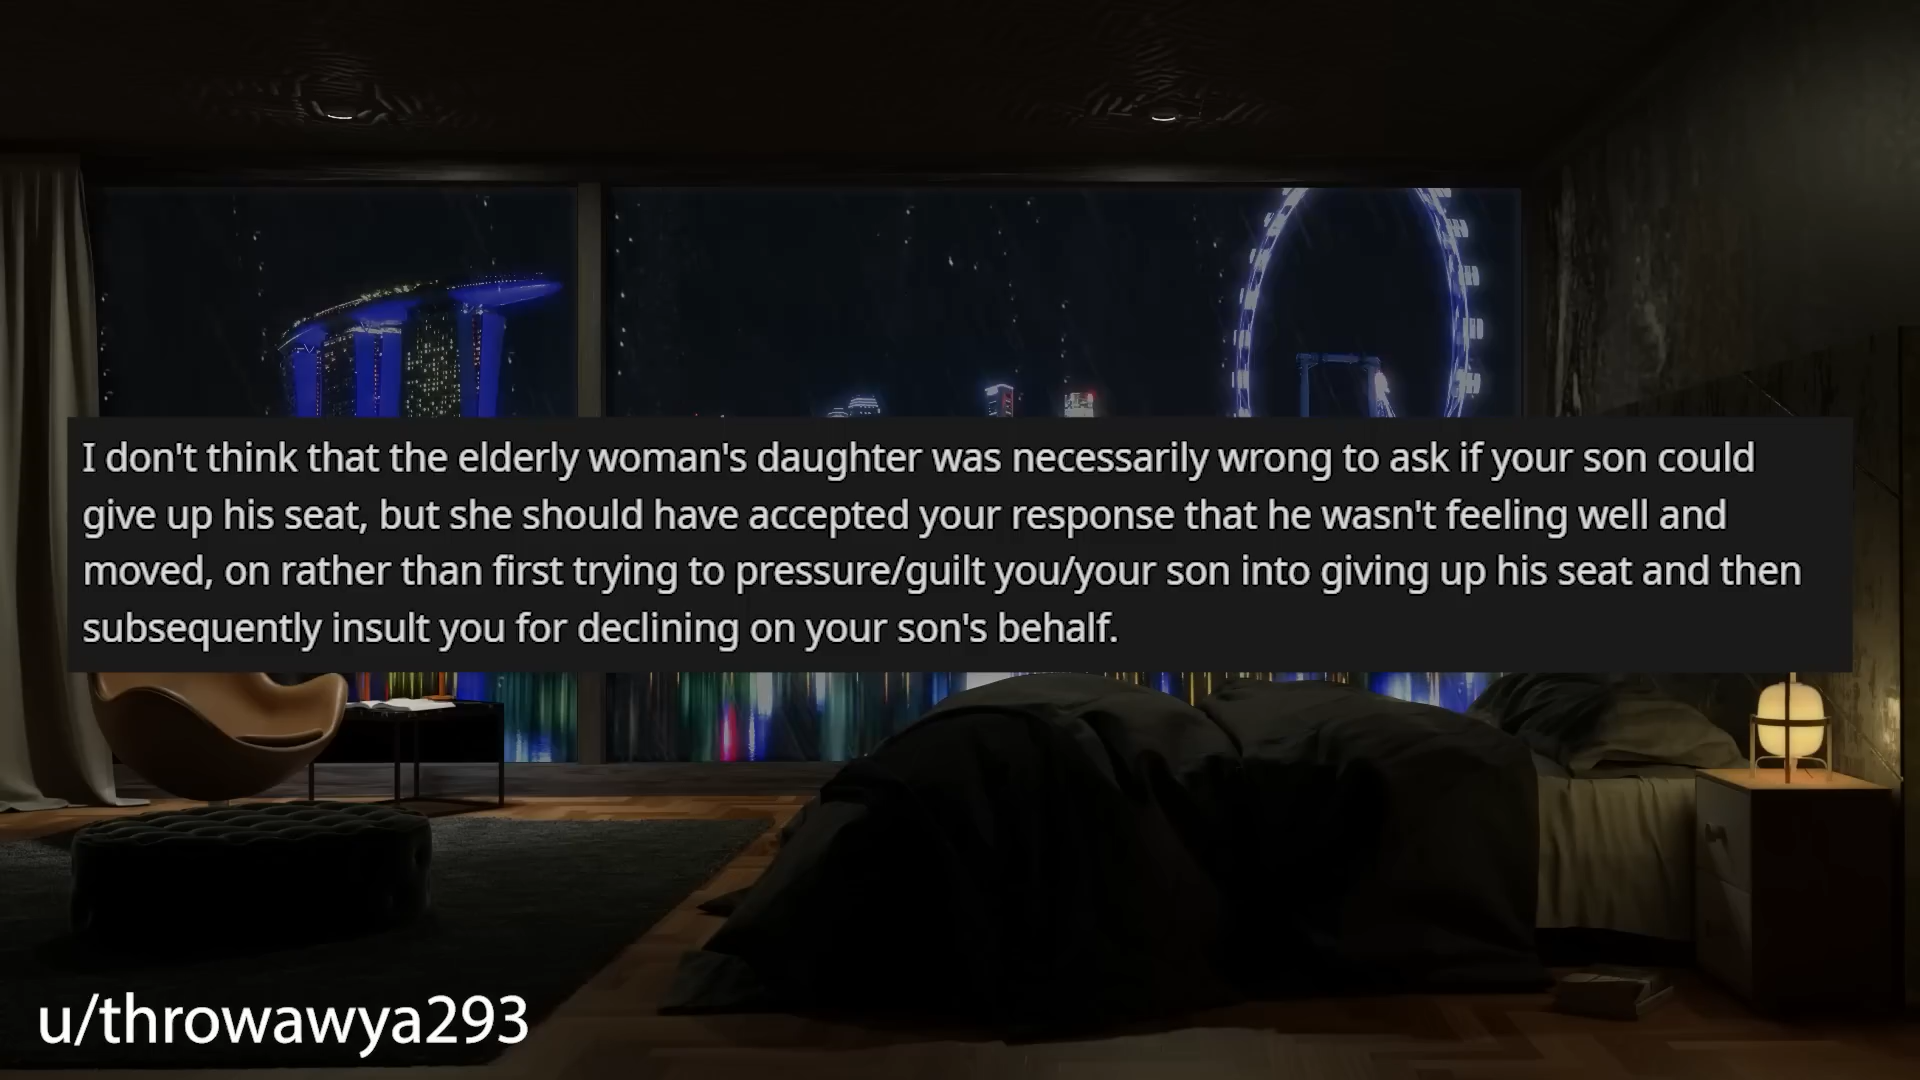 I don't think that the elderly woman's daughter was necessarily wrong to ask if your son could
give up his seat, but she should have accepted your response that he wasn't feeling well and
moved, on rather than first trying to pressure/guilt you/your son into giving up his seat and then
subsequently insult you for declining on your son's behalf.
u/throwawya293